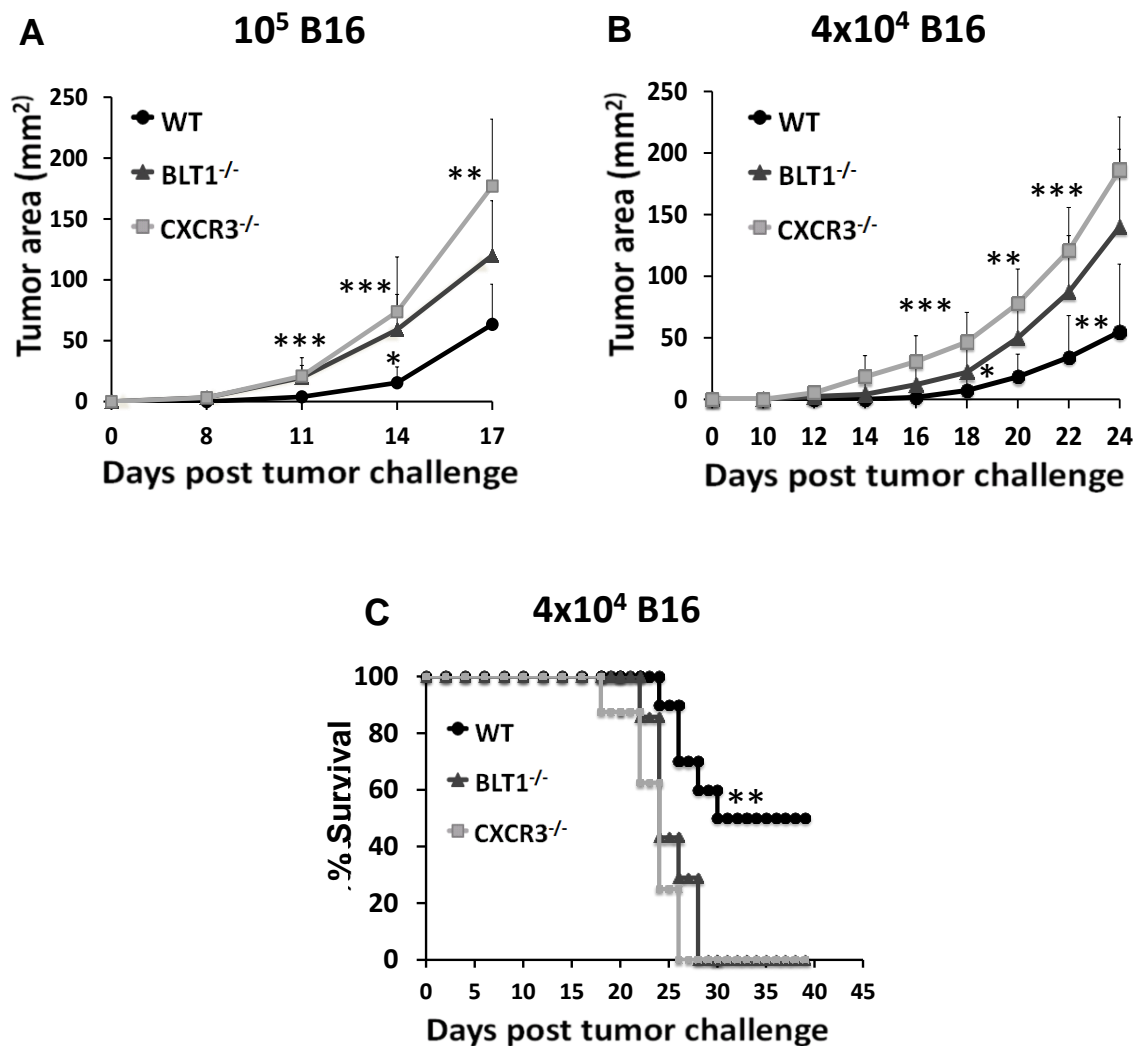 A
10⁵ B16
250
200
150
100
50
0
Tumor area (mm²)
WT
BLT1⁻/⁻
CXCR3⁻/⁻
**
***
***
*
0 8 11 14 17
Days post tumor challenge
B
4x10⁴ B16
250
200
150
100
50
0
Tumor area (mm²)
WT
BLT1⁻/⁻
CXCR3⁻/⁻
***
**
***
**
*
0 10 12 14 16 18 20 22 24
Days post tumor challenge
C
4x10⁴ B16
100
80
60
40
20
0
% Survival
WT
BLT1⁻/⁻
CXCR3⁻/⁻
**
0 5 10 15 20 25 30 35 40 45
Days post tumor challenge